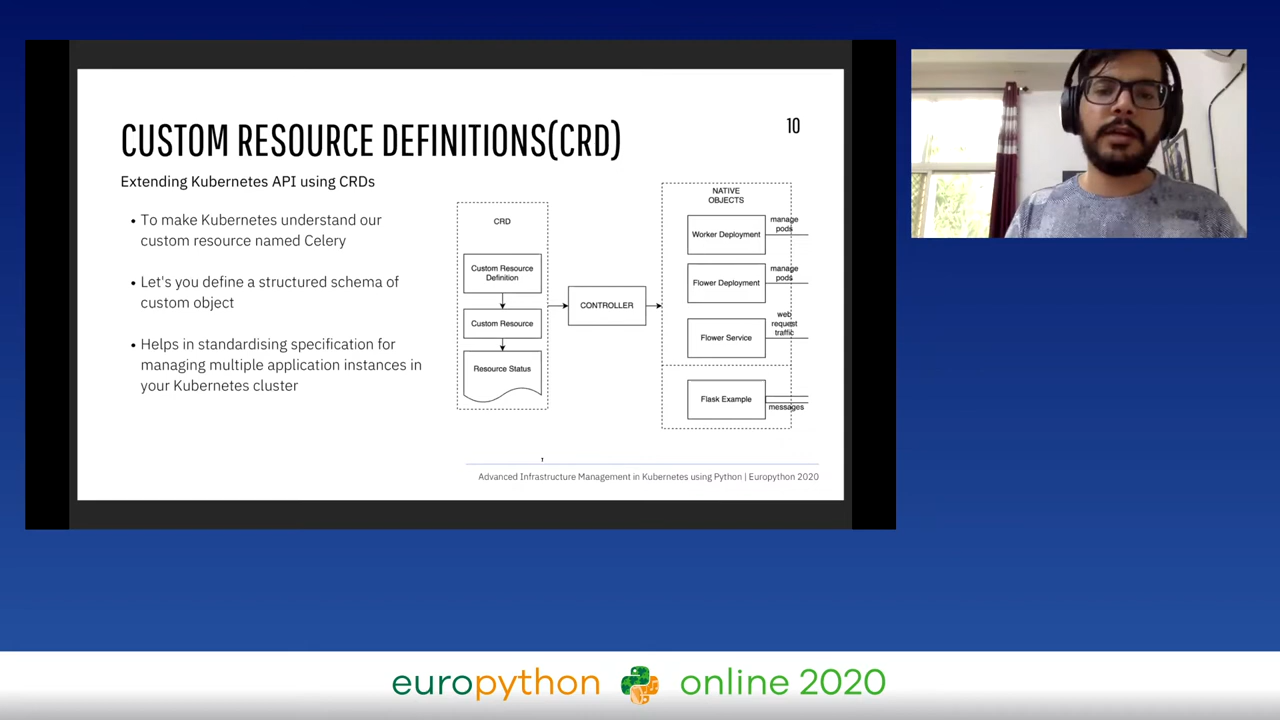 CUSTOM RESOURCE DEFINITIONS(CRD)
10
Extending Kubernetes API using CRDs
• To make Kubernetes understand our
custom resource named Celery
• Let's you define a structured schema of
custom object
• Helps in standardising specification for
managing multiple application instances in
your Kubernetes cluster
CRD
Custom Resource
Definition
Custom Resource
Resource Status
CONTROLLER
NATIVE
OBJECTS
Worker Deployment
manage
pods
Flower Deployment
manage
pods
Flower Service
web
request
traffic
Flask Example
messages
Advanced Infrastructure Management in Kubernetes using Python | Europython 2020
europython online 2020